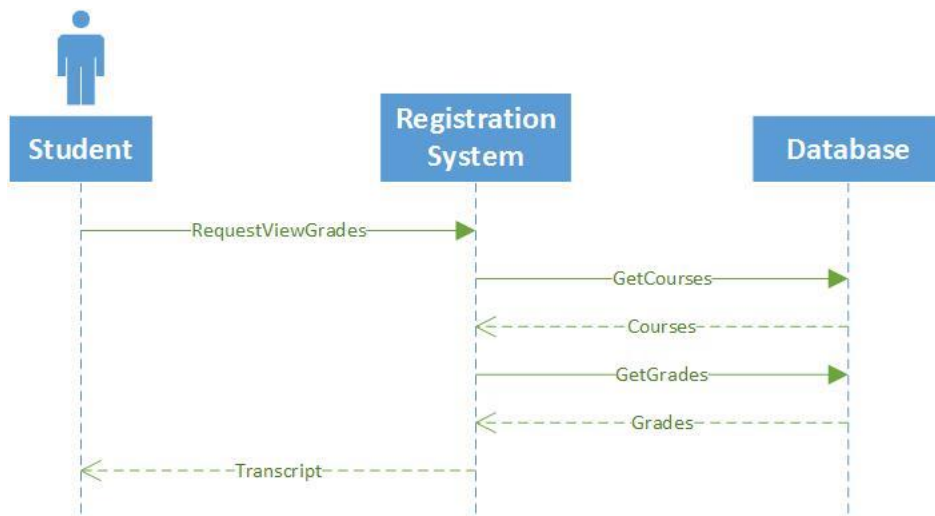 Student
Registration
System
Database
RequestViewGrades
GetCourses
Courses
GetGrades
Grades
Transcript